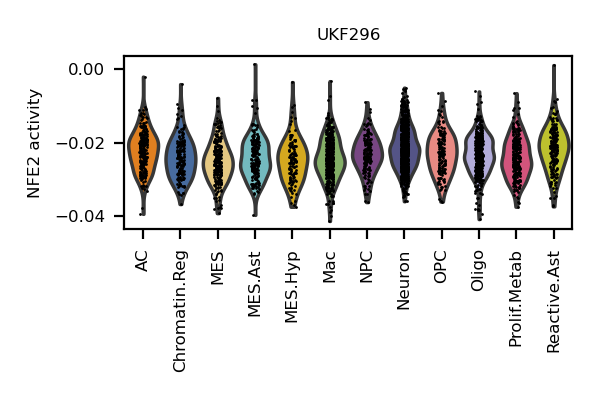 UKF296
NFE2 activity
0.00
−0.02
−0.04
AC
Chromatin.Reg
MES
MES.Ast
MES.Hyp
Mac
NPC
Neuron
OPC
Oligo
Prolif.Metab
Reactive.Ast